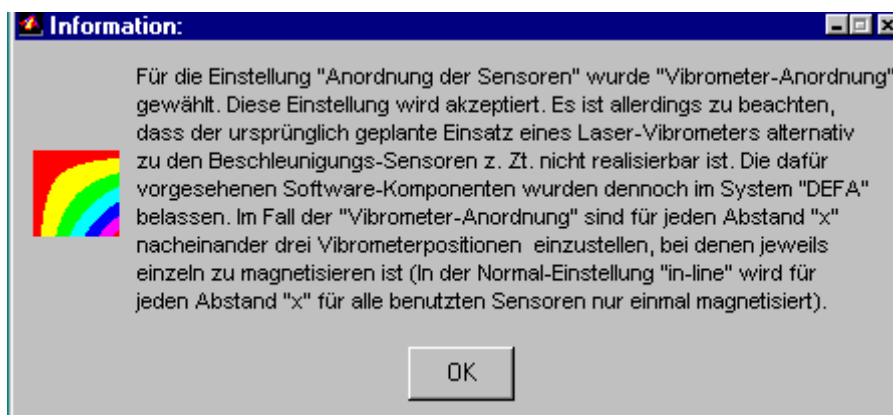 Information:
Für die Einstellung "Anordnung der Sensoren" wurde "Vibrometer-Anordnung"
gewählt. Diese Einstellung wird akzeptiert. Es ist allerdings zu beachten,
dass der ursprünglich geplante Einsatz eines Laser-Vibrometers alternativ
zu den Beschleunigungs-Sensoren z. Zt. nicht realisierbar ist. Die dafür
vorgesehenen Software-Komponenten wurden dennoch im System "DEFA"
belassen. Im Fall der "Vibrometer-Anordnung" sind für jeden Abstand "x"
nacheinander drei Vibrometerpositionen einzustellen, bei denen jeweils
einzeln zu magnetisieren ist (In der Normal-Einstellung "in-line" wird für
jeden Abstand "x" für alle benutzten Sensoren nur einmal magnetisiert).
OK